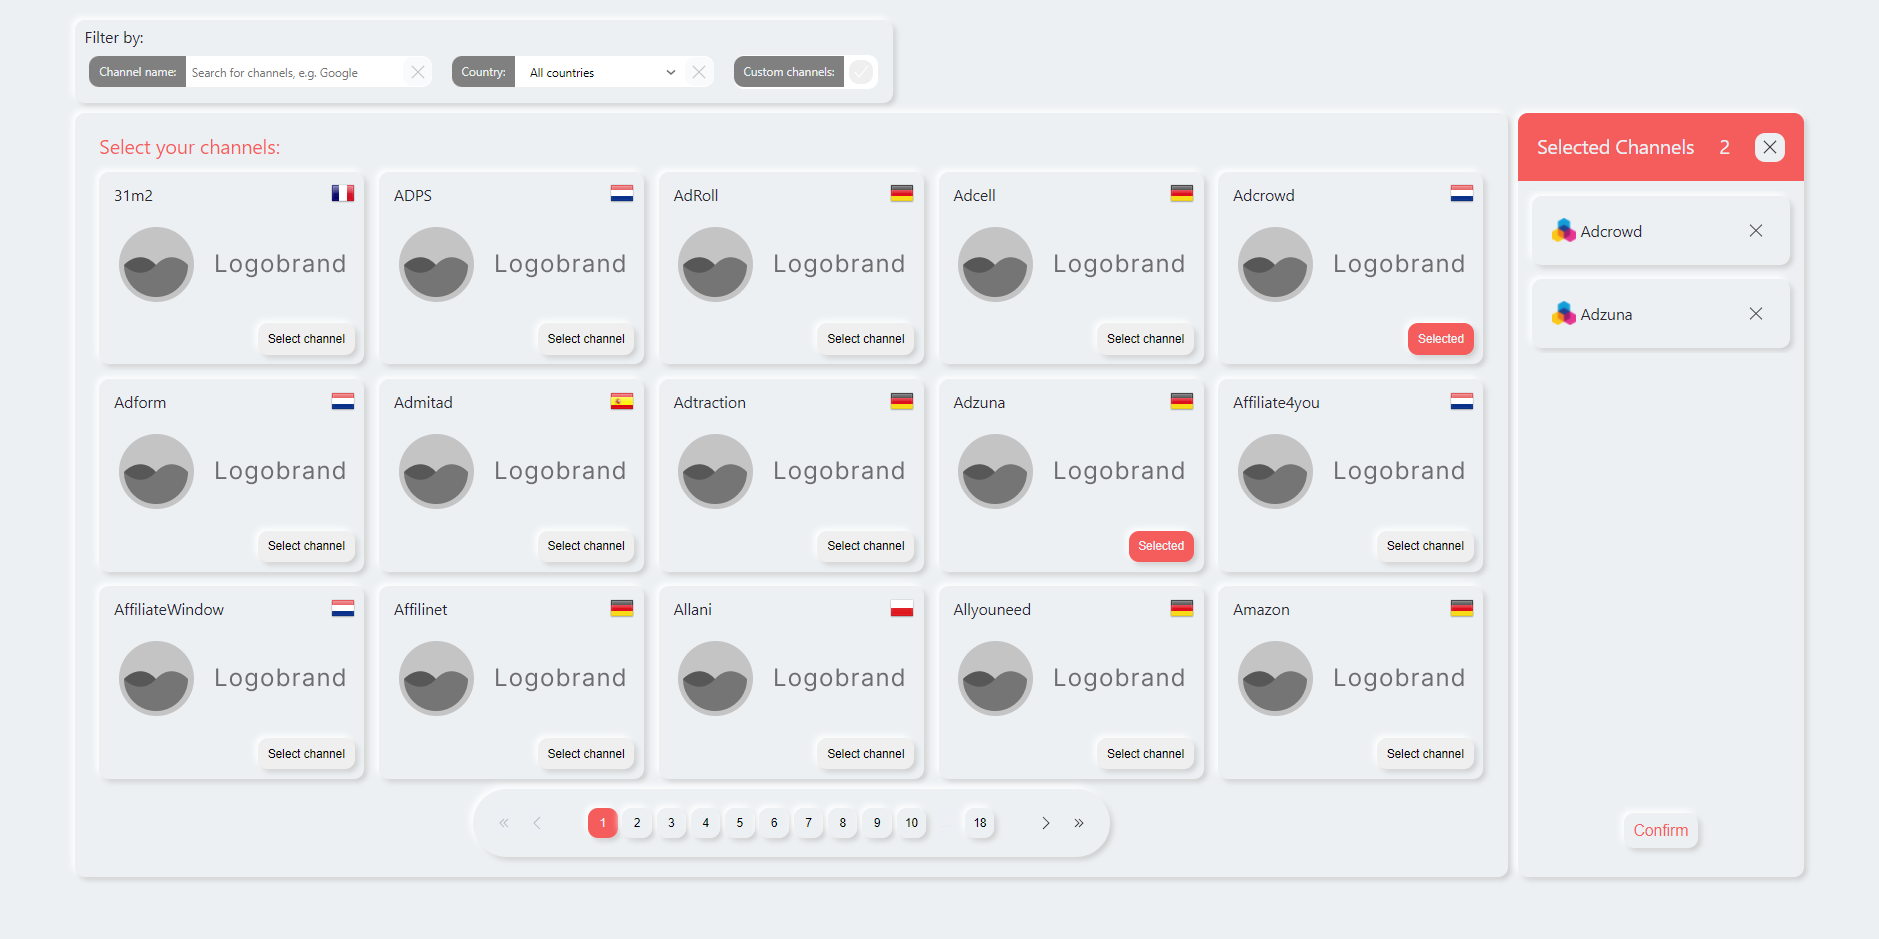 Filter by:
Channel name: Search for channels, e.g. Google
Country: All countries
Custom channels:
Select your channels:
31m2
Logobrand
Select channel
ADPS
Logobrand
Select channel
AdRoll
Logobrand
Select channel
Adcell
Logobrand
Select channel
Adcrowd
Logobrand
Selected
Adform
Logobrand
Select channel
Admitad
Logobrand
Select channel
Adtraction
Logobrand
Select channel
Adzuna
Logobrand
Selected
Affiliate4you
Logobrand
Select channel
AffiliateWindow
Logobrand
Select channel
Affilinet
Logobrand
Select channel
Allani
Logobrand
Select channel
Allyouneed
Logobrand
Select channel
Amazon
Logobrand
Select channel
« ‹ 1 2 3 4 5 6 7 8 9 10 ... 18 › »
Selected Channels 2
Adcrowd
Adzuna
Confirm